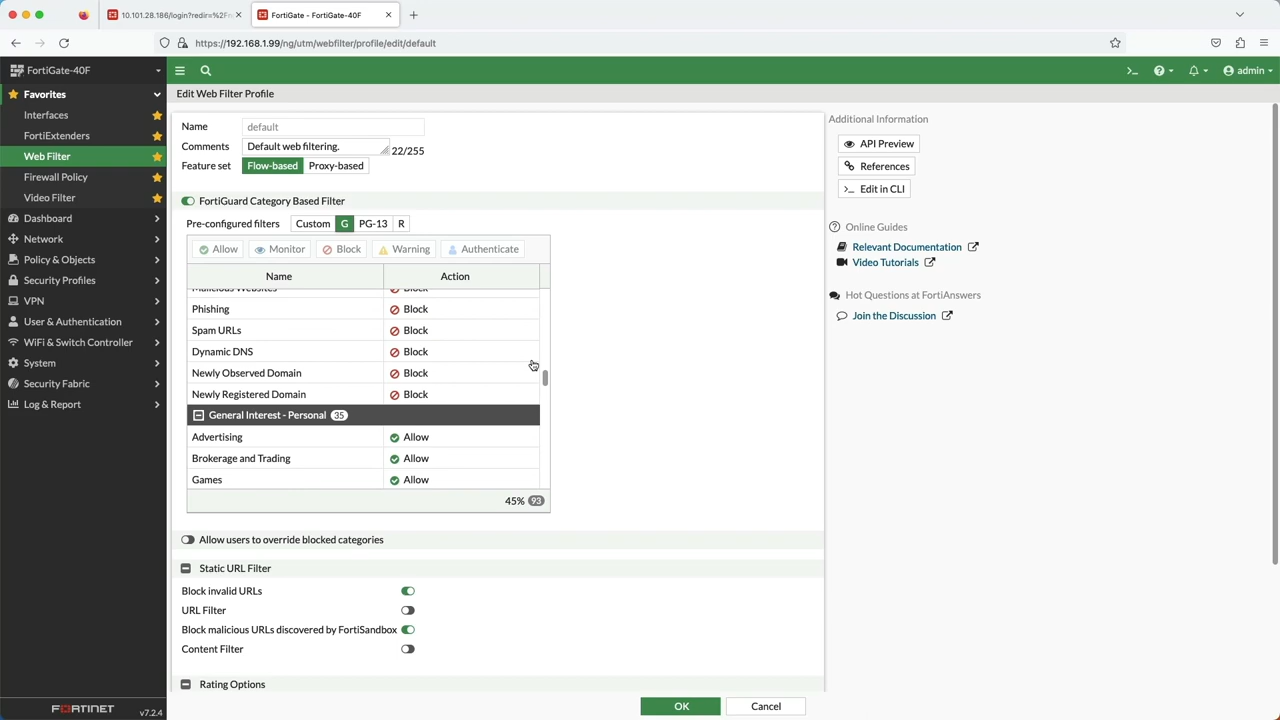 10.101.28.186/login?redir=%2Fn
FortiGate - FortiGate-40F
https://192.168.1.99/ng/utm/webfilter/profile/edit/default
FortiGate-40F
admin
Favorites
Interfaces
FortiExtenders
Web Filter
Firewall Policy
Video Filter
Dashboard
Network
Policy & Objects
Security Profiles
VPN
User & Authentication
WiFi & Switch Controller
System
Security Fabric
Log & Report
FORTINET
v7.2.4
Edit Web Filter Profile
Name
default
Comments
Default web filtering.
22/255
Feature set
Flow-based
Proxy-based
FortiGuard Category Based Filter
Pre-configured filters
Custom
G
PG-13
R
Allow
Monitor
Block
Warning
Authenticate
Name
Action
Malicious Websites
Block
Phishing
Block
Spam URLs
Block
Dynamic DNS
Block
Newly Observed Domain
Block
Newly Registered Domain
Block
General Interest - Personal 35
Advertising
Allow
Brokerage and Trading
Allow
Games
Allow
45% 93
Allow users to override blocked categories
Static URL Filter
Block invalid URLs
URL Filter
Block malicious URLs discovered by FortiSandbox
Content Filter
Rating Options
OK
Cancel
Additional Information
API Preview
References
Edit in CLI
Online Guides
Relevant Documentation
Video Tutorials
Hot Questions at FortiAnswers
Join the Discussion